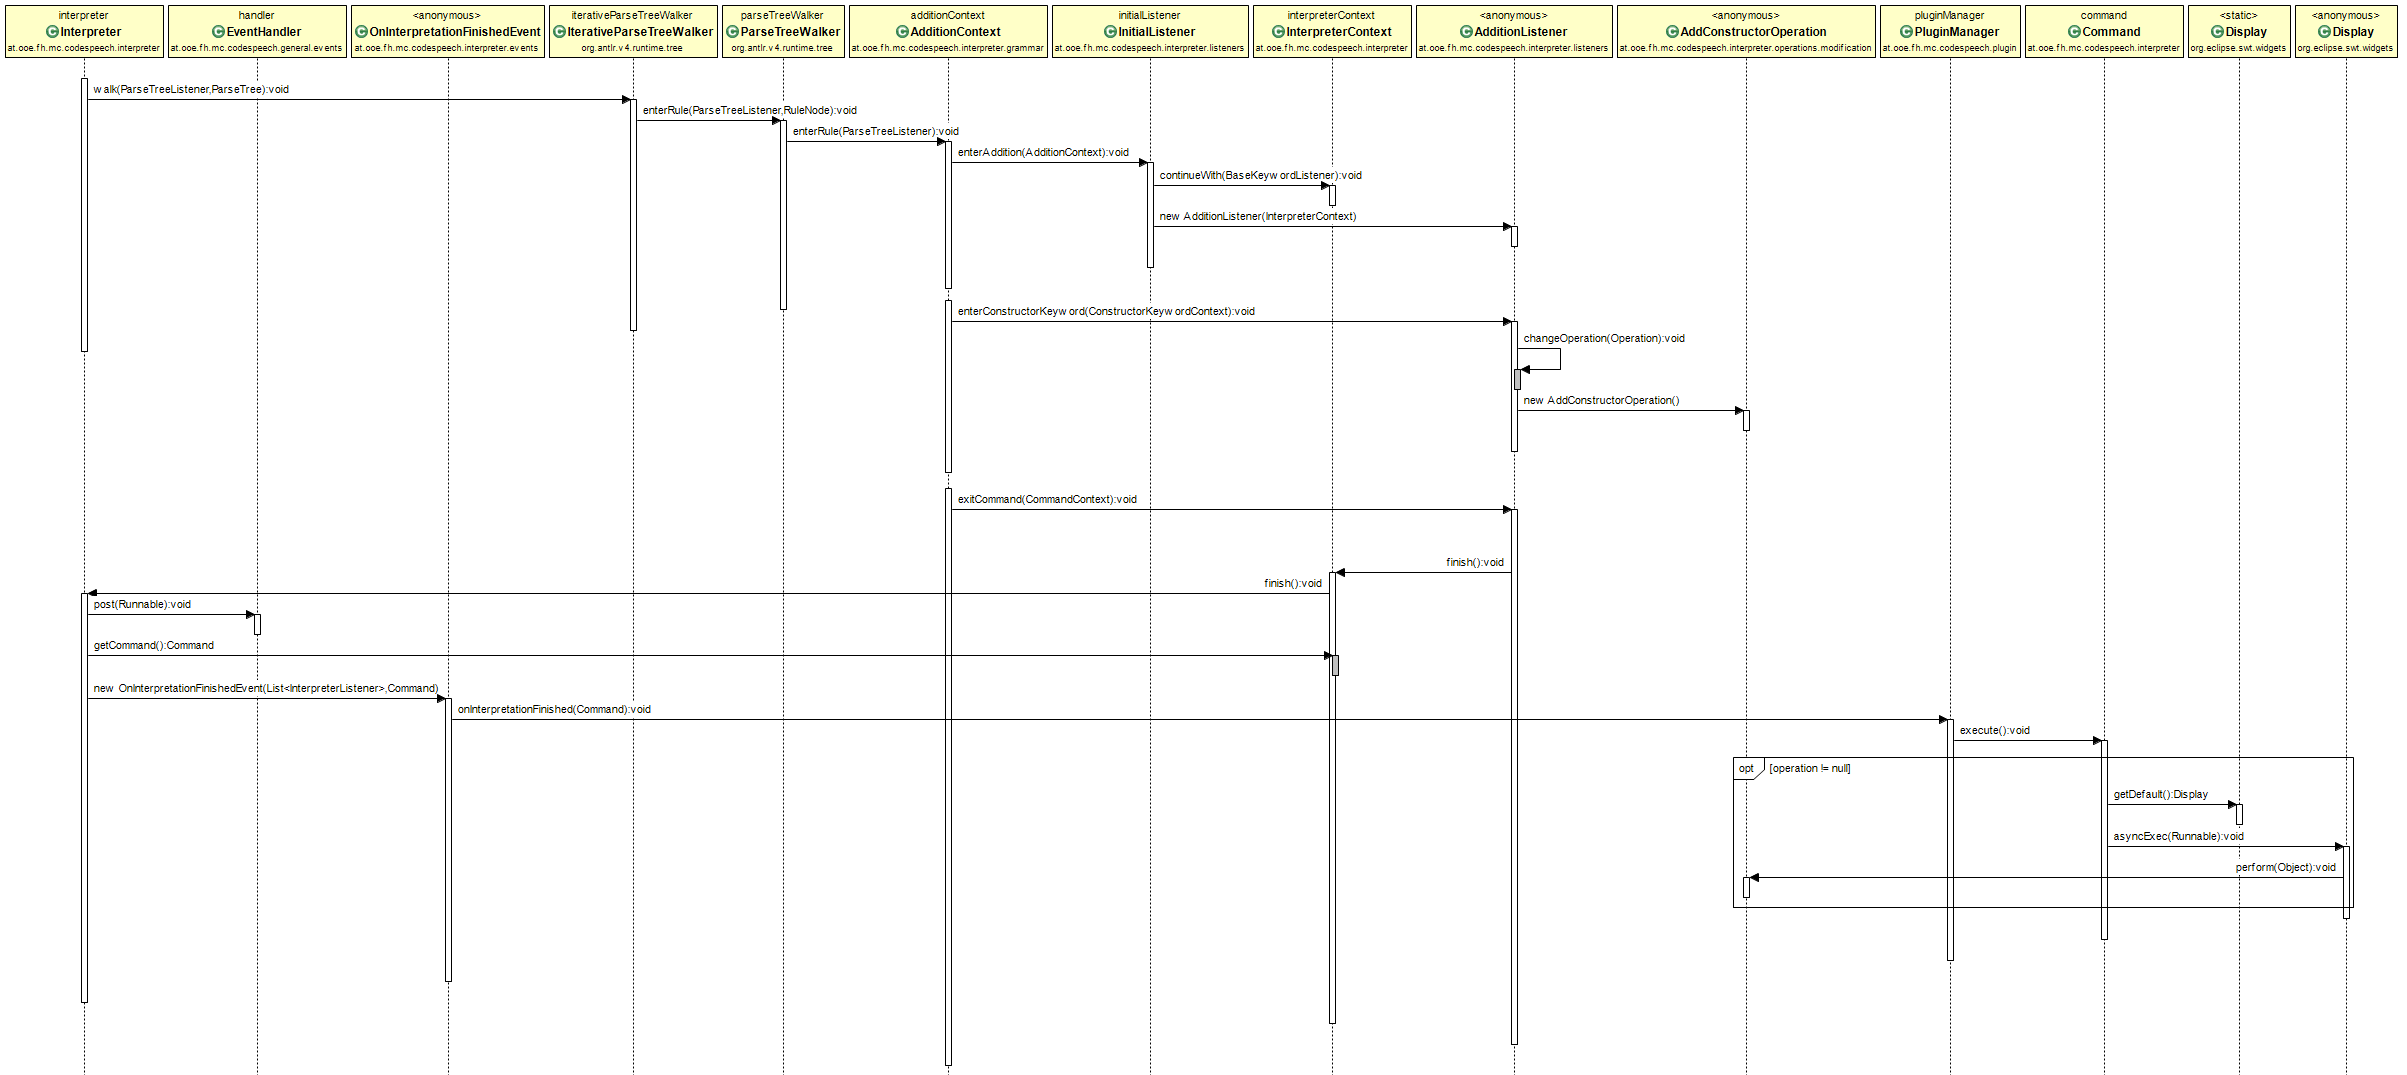 interpreter
Interpreter
at.ooe.fh.mc.codespeech.interpreter
handler
EventHandler
at.ooe.fh.mc.codespeech.general.events
<anonymous>
OnInterpretationFinishedEvent
at.ooe.fh.mc.codespeech.interpreter.events
iterativeParseTreeWalker
IterativeParseTreeWalker
org.antlr.v4.runtime.tree
parseTreeWalker
ParseTreeWalker
org.antlr.v4.runtime.tree
additionContext
AdditionContext
at.ooe.fh.mc.codespeech.interpreter.grammar
initialListener
InitialListener
at.ooe.fh.mc.codespeech.interpreter.listeners
interpreterContext
InterpreterContext
at.ooe.fh.mc.codespeech.interpreter
<anonymous>
AdditionListener
at.ooe.fh.mc.codespeech.interpreter.listeners
<anonymous>
AddConstructorOperation
at.ooe.fh.mc.codespeech.interpreter.operations.modification
pluginManager
PluginManager
at.ooe.fh.mc.codespeech.plugin
command
Command
at.ooe.fh.mc.codespeech.interpreter
<static>
Display
org.eclipse.swt.widgets
<anonymous>
Display
org.eclipse.swt.widgets
walk(ParseTreeListener,ParseTree):void
enterRule(ParseTreeListener,RuleNode):void
enterRule(ParseTreeListener):void
enterAddition(AdditionContext):void
continueWith(BaseKeywordListener):void
new AdditionListener(InterpreterContext)
enterConstructorKeyword(ConstructorKeywordContext):void
changeOperation(Operation):void
new AddConstructorOperation()
exitCommand(CommandContext):void
finish():void
finish():void
post(Runnable):void
getCommand():Command
new OnInterpretationFinishedEvent(List<InterpreterListener>,Command)
onInterpretationFinished(Command):void
execute():void
opt [operation != null]
getDefault():Display
asyncExec(Runnable):void
perform(Object):void